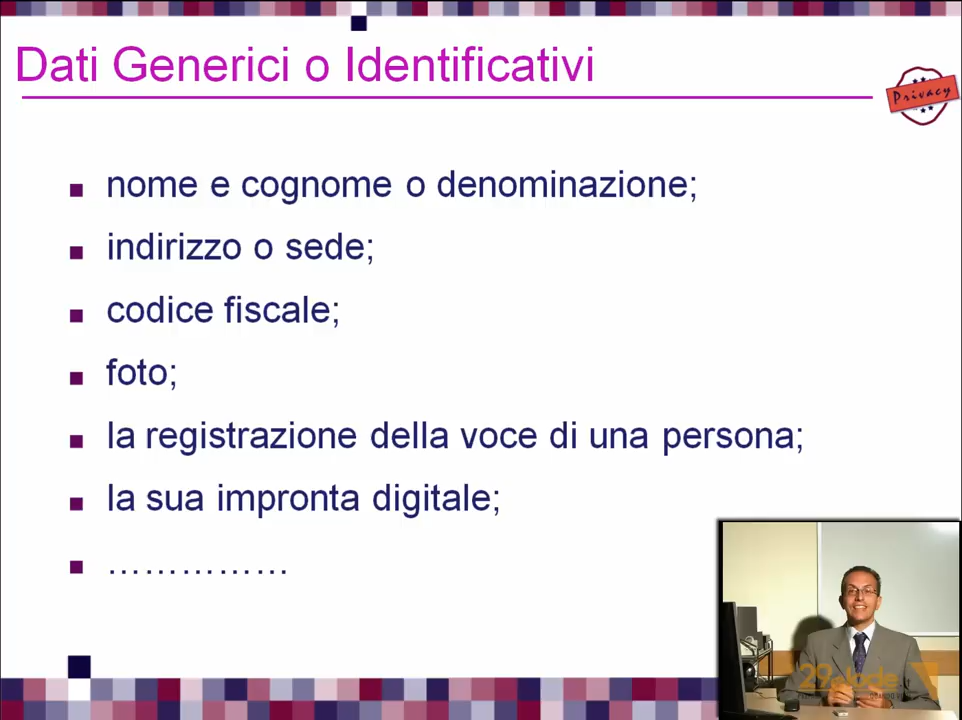 Dati Generici o Identificativi
Privacy
nome e cognome o denominazione;
indirizzo o sede;
codice fiscale;
foto;
la registrazione della voce di una persona;
la sua impronta digitale;
……………